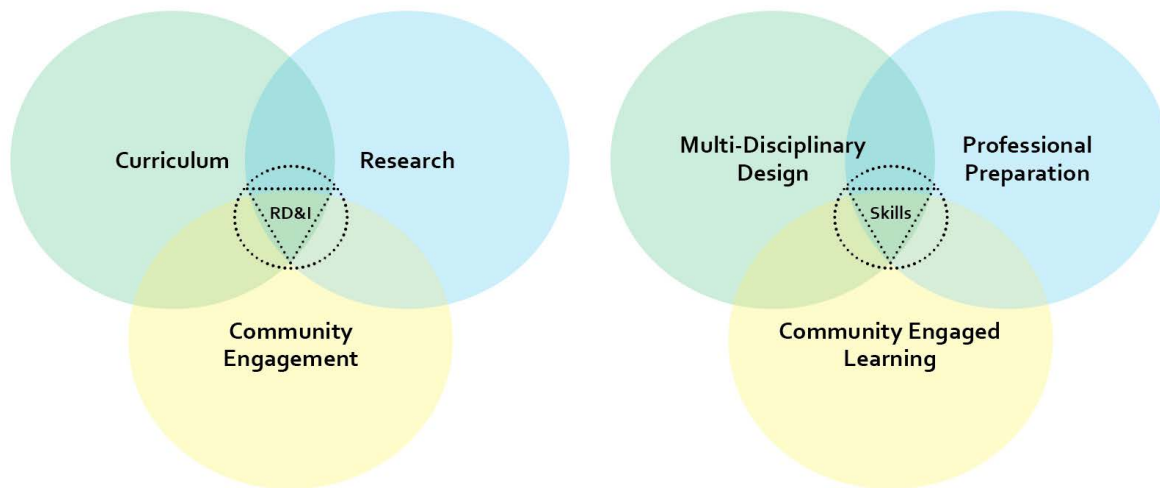 Curriculum
Research
RD&I
Community
Engagement
Multi-Disciplinary
Design
Professional
Preparation
Skills
Community Engaged
Learning